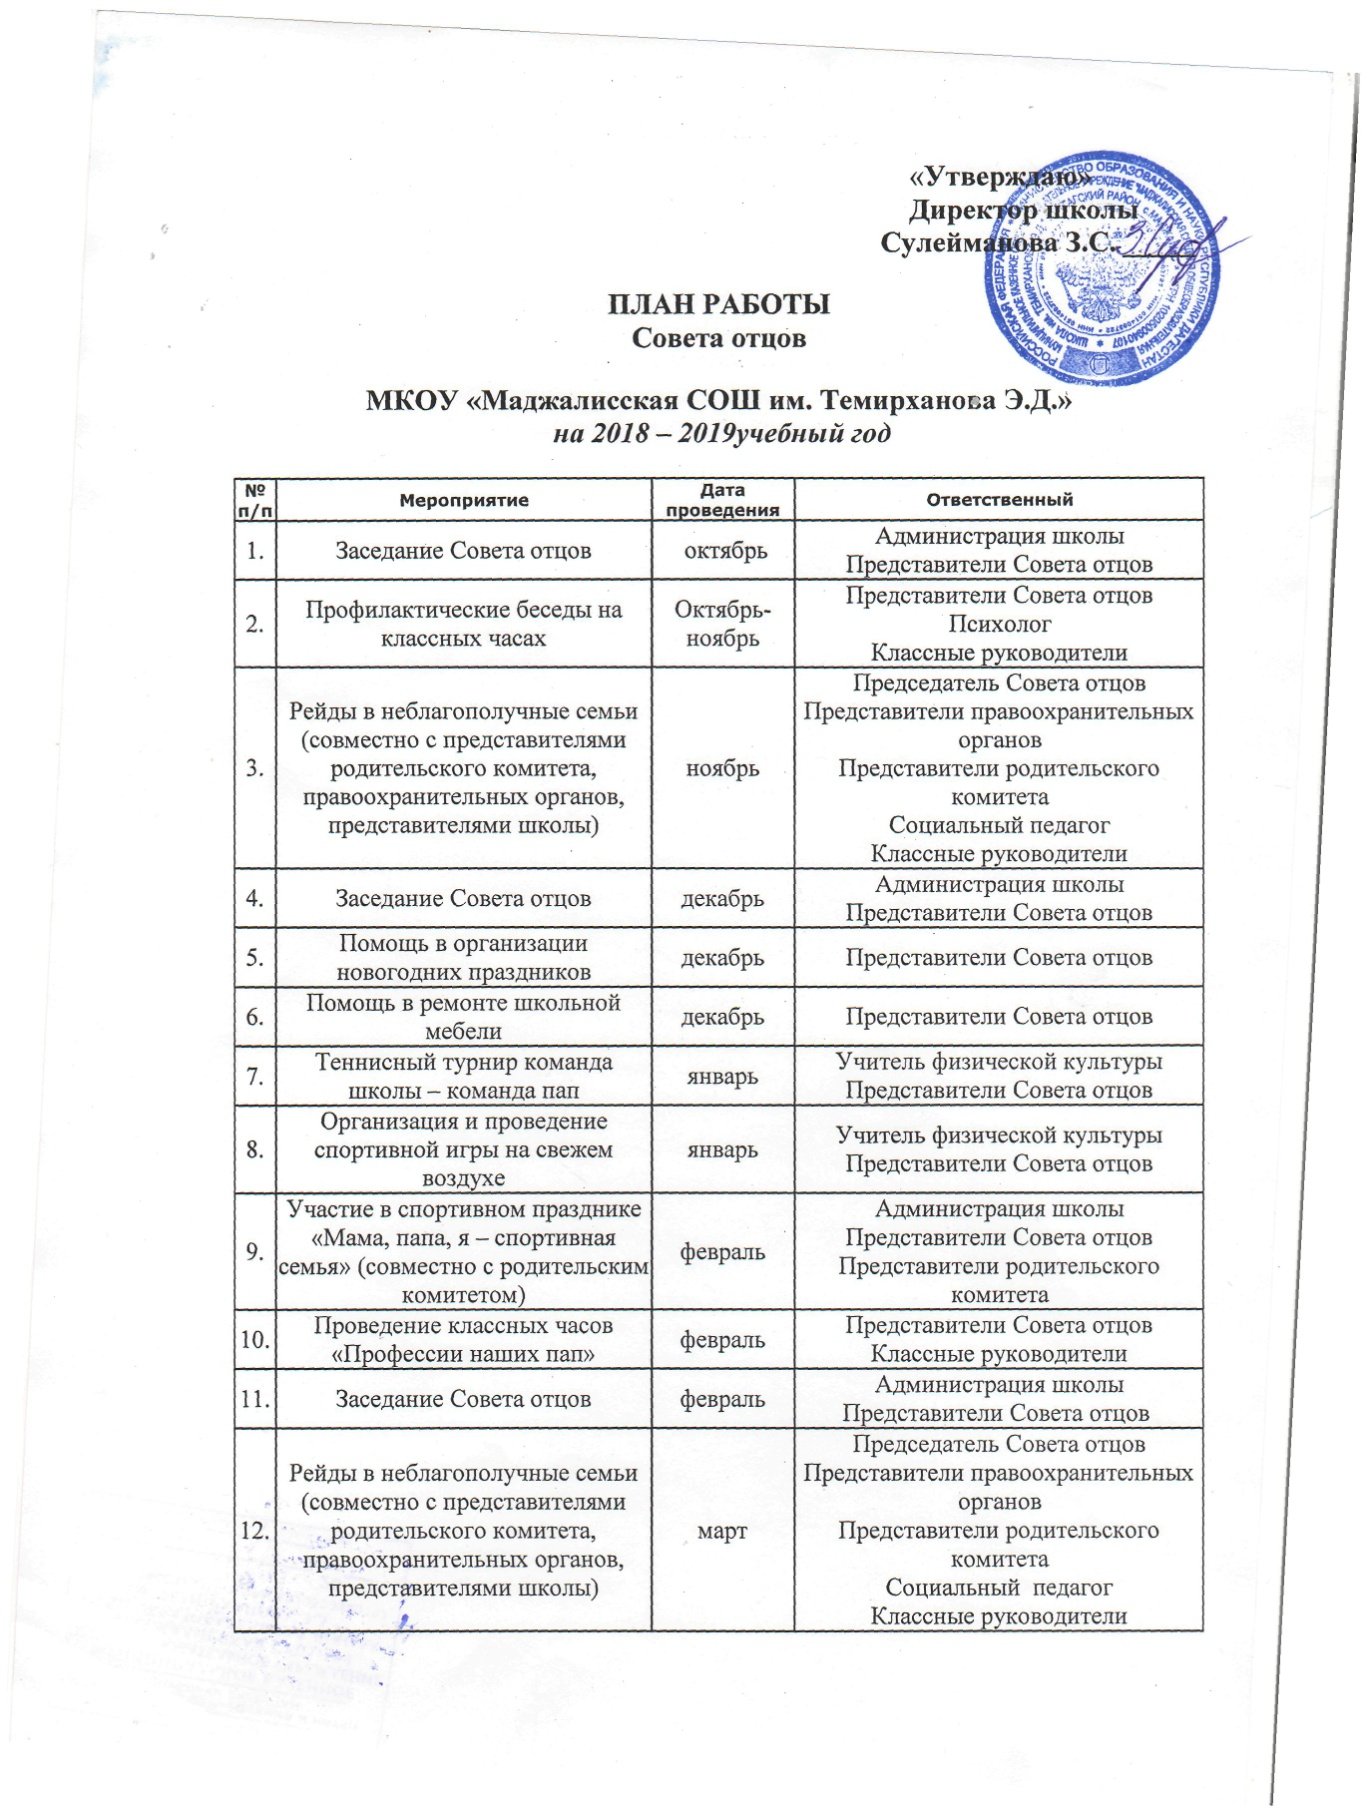 «Утверждаю»
Директор школы
Сулейманова З.С.
РОССИЙСКАЯ ФЕДЕРАЦИЯ
ОБРАЗОВАНИЯ И НАУКИ РЕСПУБЛИКИ ДАГЕСТАН
ПЛАН РАБОТЫ
Совета отцов
МКОУ «Маджалисская СОШ им. Темирханова Э.Д.»
на 2018 – 2019учебный год
№
п/п
Мероприятие
Дата
проведения
Ответственный
1.
Заседание Совета отцов
октябрь
Администрация школы
Представители Совета отцов
2.
Профилактические беседы на
классных часах
Октябрь-
ноябрь
Представители Совета отцов
Психолог
Классные руководители
3.
Рейды в неблагополучные семьи
(совместно с представителями
родительского комитета,
правоохранительных органов,
представителями школы)
ноябрь
Председатель Совета отцов
Представители правоохранительных
органов
Представители родительского
комитета
Социальный педагог
Классные руководители
4.
Заседание Совета отцов
декабрь
Администрация школы
Представители Совета отцов
5.
Помощь в организации
новогодних праздников
декабрь
Представители Совета отцов
6.
Помощь в ремонте школьной
мебели
декабрь
Представители Совета отцов
7.
Теннисный турнир команда
школы – команда пап
январь
Учитель физической культуры
Представители Совета отцов
8.
Организация и проведение
спортивной игры на свежем
воздухе
январь
Учитель физической культуры
Представители Совета отцов
9.
Участие в спортивном празднике
«Мама, папа, я – спортивная
семья» (совместно с родительским
комитетом)
февраль
Администрация школы
Представители Совета отцов
Представители родительского
комитета
10.
Проведение классных часов
«Профессии наших пап»
февраль
Представители Совета отцов
Классные руководители
11.
Заседание Совета отцов
февраль
Администрация школы
Представители Совета отцов
12.
Рейды в неблагополучные семьи
(совместно с представителями
родительского комитета,
правоохранительных органов,
представителями школы)
март
Председатель Совета отцов
Представители правоохранительных
органов
Представители родительского
комитета
Социальный педагог
Классные руководители